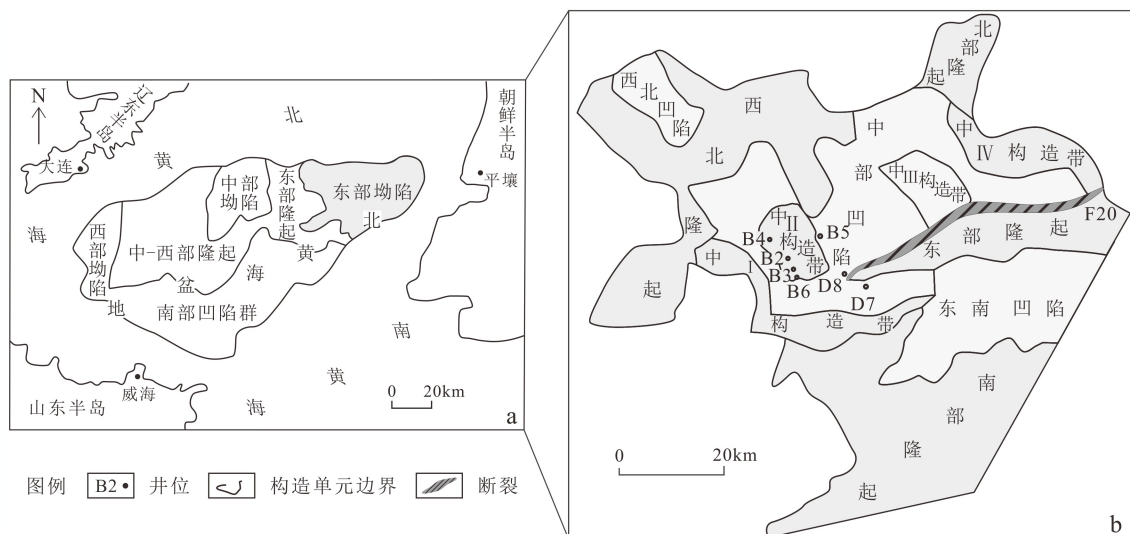 N
辽东半岛
大连
北
黄
海
朝鲜半岛
平壤
中部
坳陷
东部隆起
东部坳陷
西部坳陷
中-西部隆起
北
黄
海
盆
地
南部凹陷群
南
黄
海
威海
山东半岛
0 20km
a
西北凹陷
西
北
隆
起
北部隆起
中
部
凹
陷
中Ⅳ构造带
中Ⅲ构造带
中Ⅱ构造带
B4
B5
B2
B3
B6
D8
D7
F20
东部隆起
中Ⅰ构造带
东南凹陷
南
部
隆
起
0 20km
b
图例 B2 井位 构造单元边界 断裂